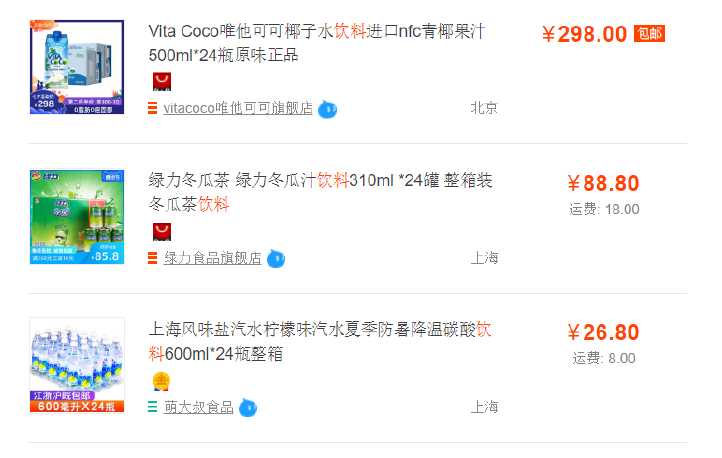 Vita Coco唯他可可椰子水饮料进口nfc青椰果汁
500ml*24瓶原味正品
¥298.00 包邮
vitacoco唯他可可旗舰店
北京
¥298
绿力冬瓜茶 绿力冬瓜汁饮料310ml *24罐 整箱装
冬瓜茶饮料
¥88.80
运费: 18.00
绿力食品旗舰店
上海
¥85.8
上海风味盐汽水柠檬味汽水夏季防暑降温碳酸饮
料600ml*24瓶整箱
¥26.80
运费: 8.00
萌大叔食品
上海
江浙沪皖包邮
600毫升X24瓶